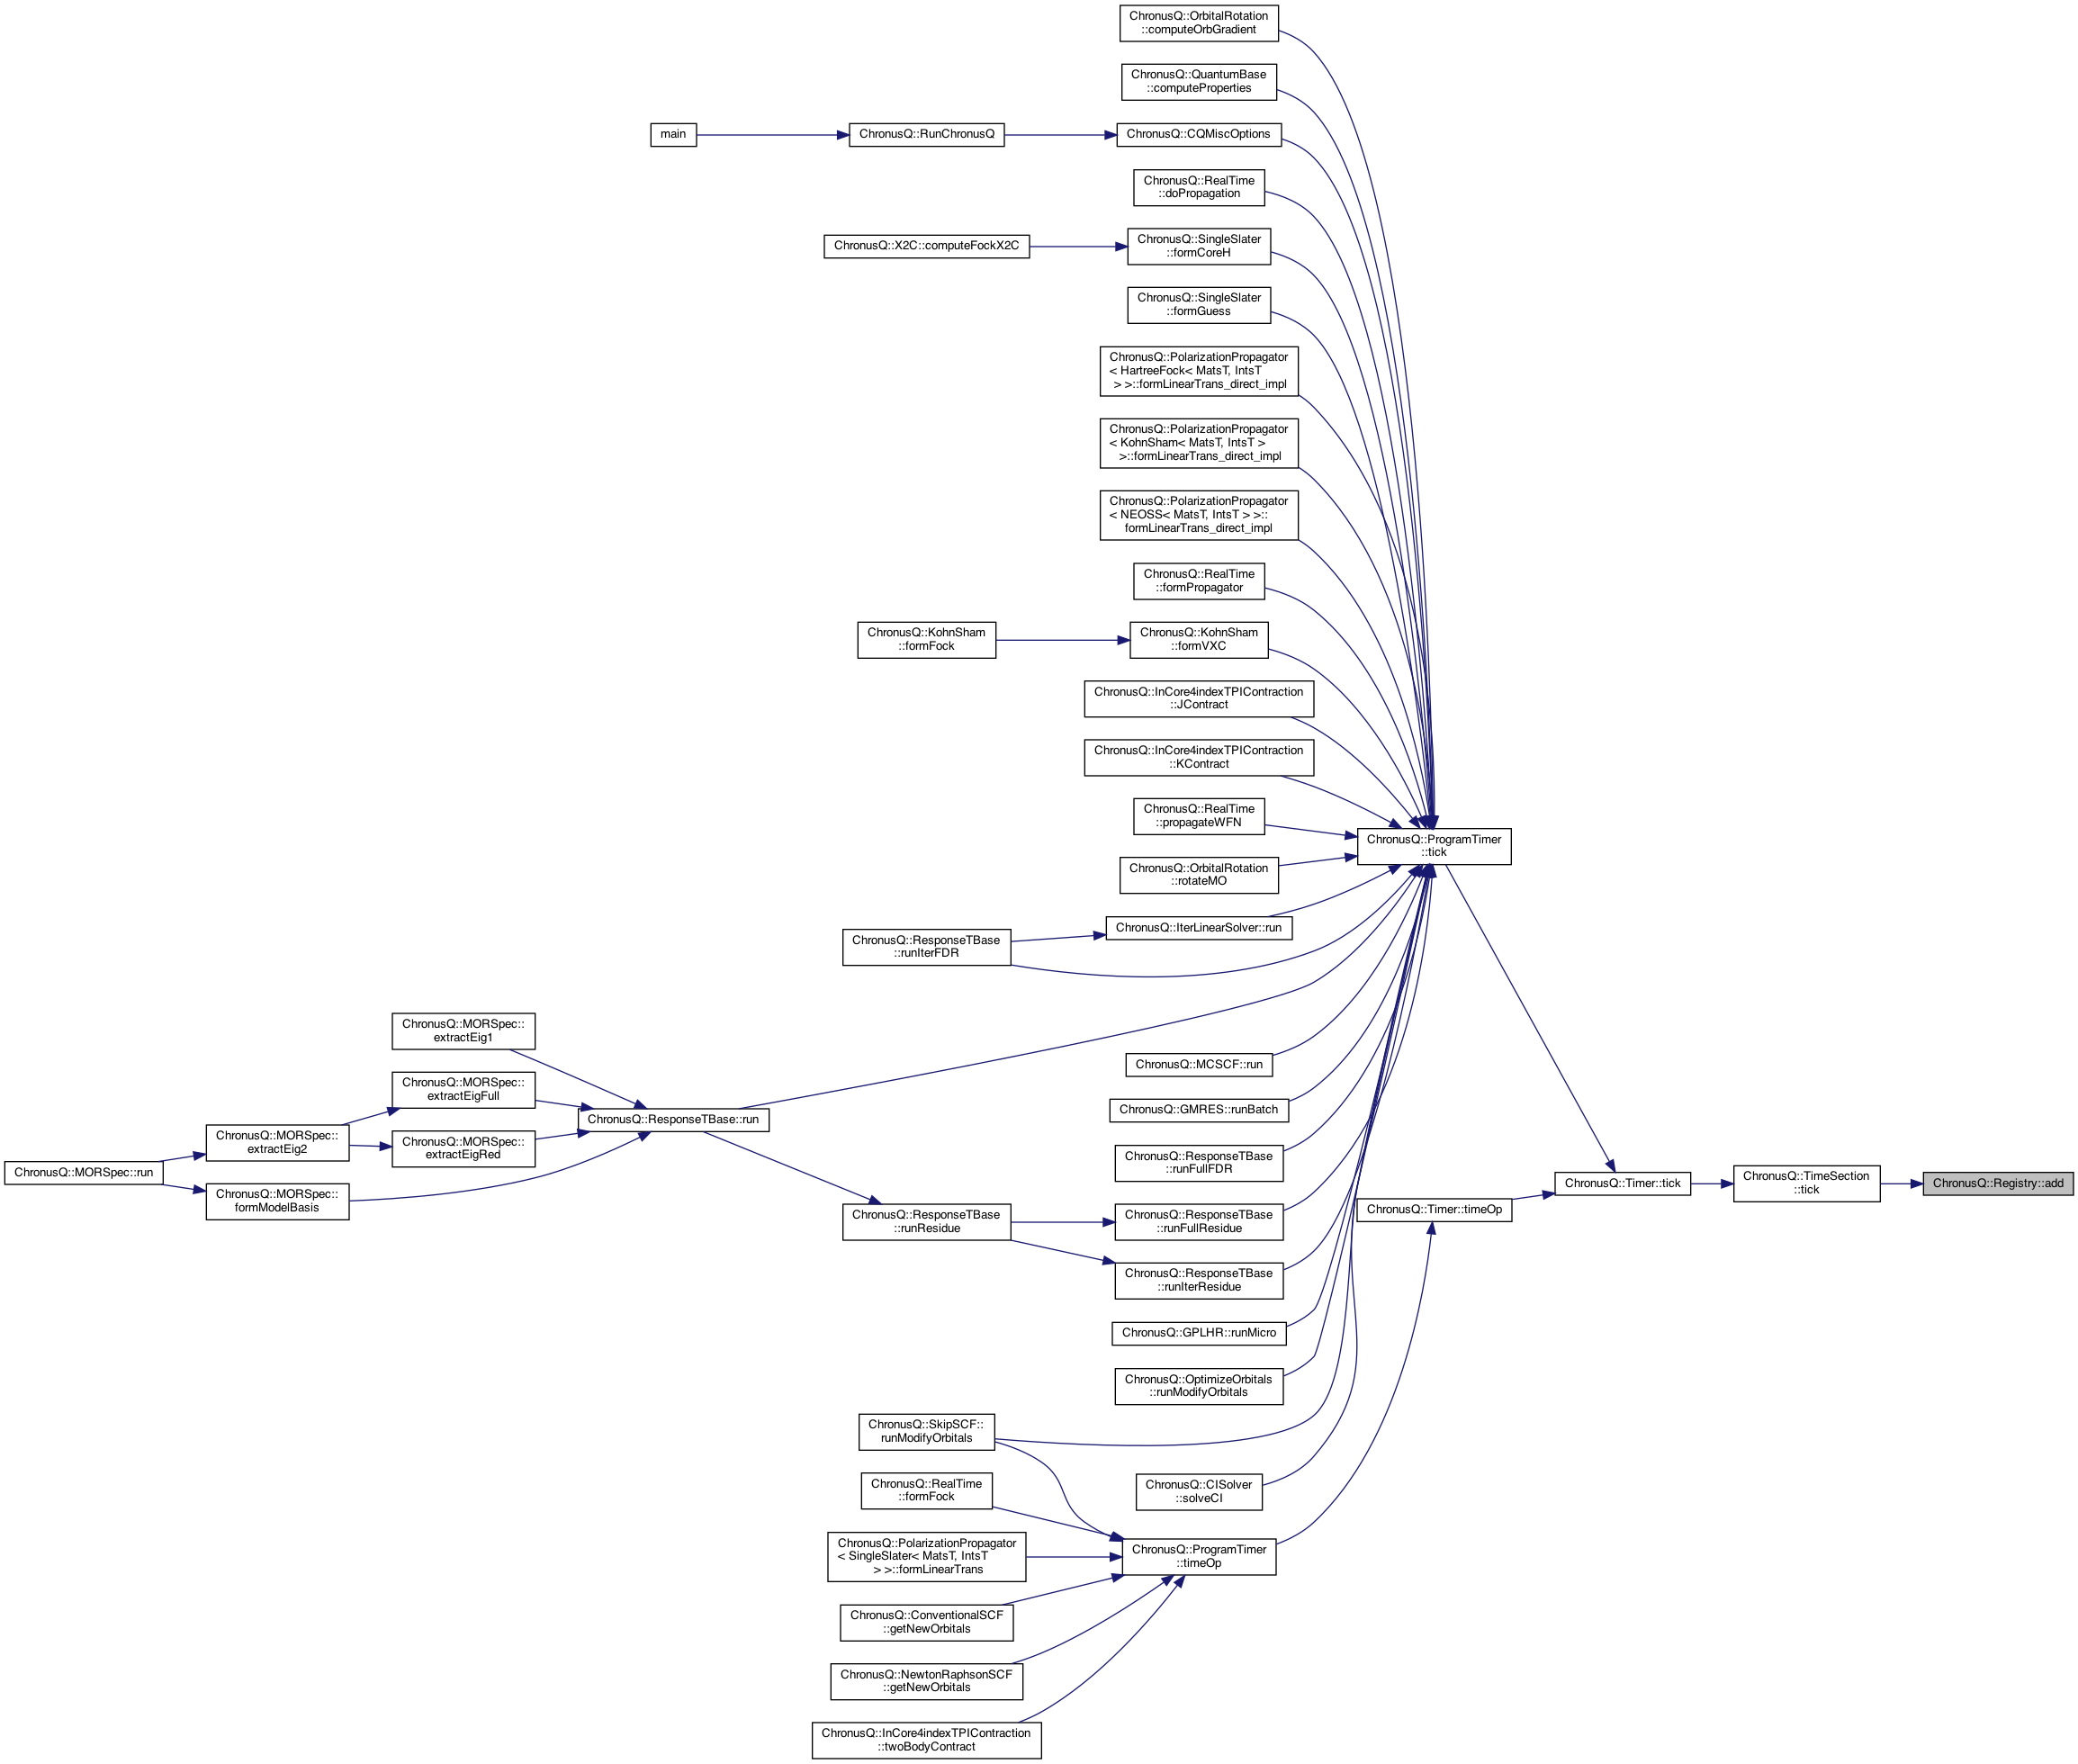 ChronusQ::OrbitalRotation
::computeOrbGradient
ChronusQ::QuantumBase
::computeProperties
main
ChronusQ::RunChronusQ
ChronusQ::CQMiscOptions
ChronusQ::RealTime
::doPropagation
ChronusQ::X2C::computeFockX2C
ChronusQ::SingleSlater
::formCoreH
ChronusQ::SingleSlater
::formGuess
ChronusQ::PolarizationPropagator
< HartreeFock< MatsT, IntsT
> >::formLinearTrans_direct_impl
ChronusQ::PolarizationPropagator
< KohnSham< MatsT, IntsT >
>::formLinearTrans_direct_impl
ChronusQ::PolarizationPropagator
< NEOSS< MatsT, IntsT > >::
formLinearTrans_direct_impl
ChronusQ::RealTime
::formPropagator
ChronusQ::KohnSham
::formFock
ChronusQ::KohnSham
::formVXC
ChronusQ::InCore4indexTPIContraction
::JContract
ChronusQ::InCore4indexTPIContraction
::KContract
ChronusQ::RealTime
::propagateWFN
ChronusQ::ProgramTimer
::tick
ChronusQ::OrbitalRotation
::rotateMO
ChronusQ::IterLinearSolver::run
ChronusQ::ResponseTBase
::runIterFDR
ChronusQ::MORSpec::
extractEig1
ChronusQ::MCSCF::run
ChronusQ::MORSpec::
extractEigFull
ChronusQ::GMRES::runBatch
ChronusQ::ResponseTBase::run
ChronusQ::MORSpec::
extractEig2
ChronusQ::MORSpec::
extractEigRed
ChronusQ::ResponseTBase
::runFullFDR
ChronusQ::MORSpec::run
ChronusQ::MORSpec::
formModelBasis
ChronusQ::ResponseTBase
::runResidue
ChronusQ::ResponseTBase
::runFullResidue
ChronusQ::Timer::timeOp
ChronusQ::Timer::tick
ChronusQ::TimeSection
::tick
ChronusQ::Registry::add
ChronusQ::ResponseTBase
::runIterResidue
ChronusQ::GPLHR::runMicro
ChronusQ::OptimizeOrbitals
::runModifyOrbitals
ChronusQ::SkipSCF::
runModifyOrbitals
ChronusQ::RealTime
::formFock
ChronusQ::CISolver
::solveCI
ChronusQ::PolarizationPropagator
< SingleSlater< MatsT, IntsT
> >::formLinearTrans
ChronusQ::ProgramTimer
::timeOp
ChronusQ::ConventionalSCF
::getNewOrbitals
ChronusQ::NewtonRaphsonSCF
::getNewOrbitals
ChronusQ::InCore4indexTPIContraction
::twoBodyContract